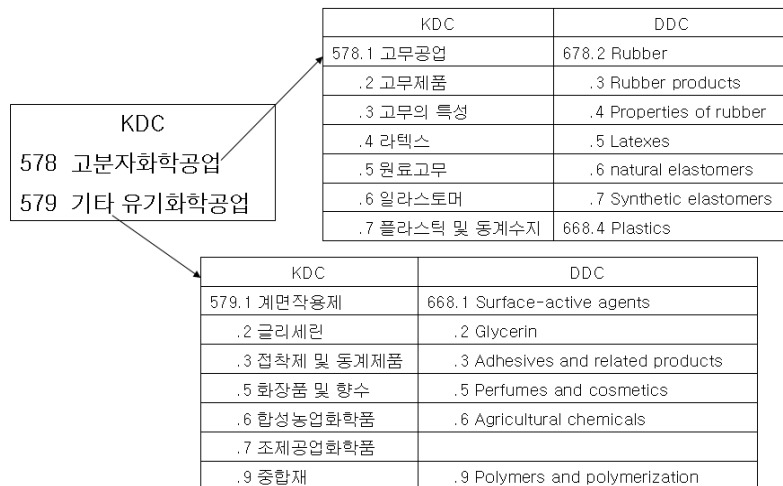 KDC DDC
578.1 고무공업 678.2 Rubber
.2 고무제품 .3 Rubber products
.3 고무의 특성 .4 Properties of rubber
.4 라텍스 .5 Latexes
.5 원료고무 .6 natural elastomers
.6 일라스토머 .7 Synthetic elastomers
.7 플라스틱 및 동계수지 668.4 Plastics
KDC
578 고분자화학공업
579 기타 유기화학공업
KDC DDC
579.1 계면작용제 668.1 Surface-active agents
.2 글리세린 .2 Glycerin
.3 접착제 및 동계제품 .3 Adhesives and related products
.5 화장품 및 향수 .5 Perfumes and cosmetics
.6 합성농업화학품 .6 Agricultural chemicals
.7 조제공업화학품
.9 중합재 .9 Polymers and polymerization